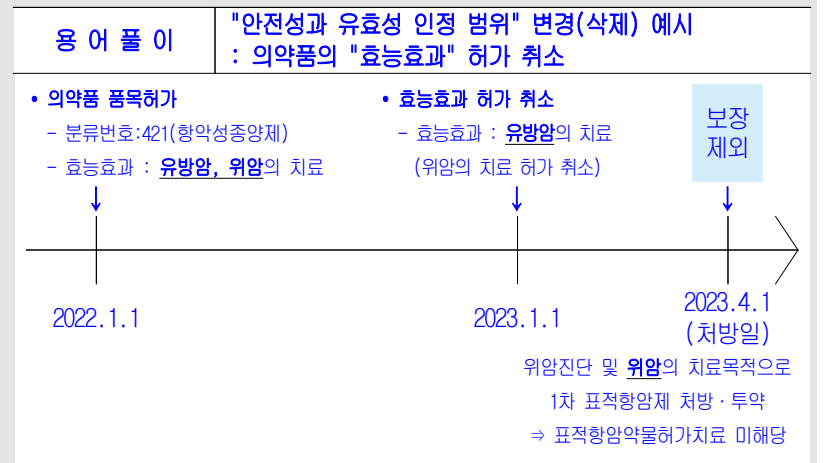 용 어 풀 이
"안전성과 유효성 인정 범위" 변경(삭제) 예시
: 의약품의 "효능효과" 허가 취소
• 의약품 품목허가
- 분류번호:421(항악성종양제)
- 효능효과 : 유방암, 위암의 치료
• 효능효과 허가 취소
- 효능효과 : 유방암의 치료
(위암의 치료 허가 취소)
보장
제외
2022.1.1
2023.1.1
2023.4.1
(처방일)
위암진단 및 위암의 치료목적으로
1차 표적항암제 처방·투약
⇒ 표적항암약물허가치료 미해당